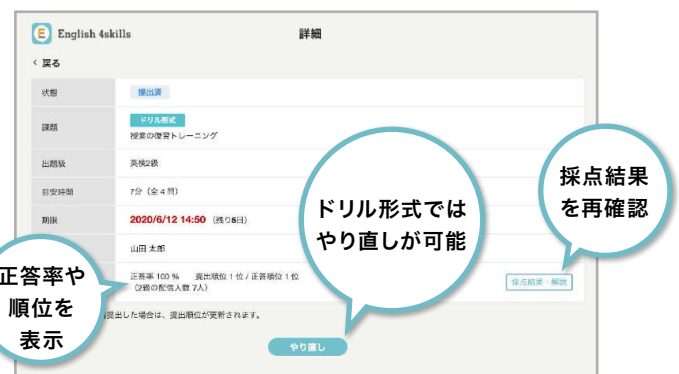 English 4skills
詳細
戻る
状態
提出済
課題
ドリル形式
授業の復習トレーニング
出題級
英検2級
目安時間
7分（全４問）
期限
2020/6/12 14:50（残り6日）
山田 太郎
正答率 100 %　提出順位 1 位 / 正答順位 1 位
（2級の配信人数 7人）
採点結果・解説
提出した場合は、提出順位が更新されます。
やり直し
ドリル形式では
やり直しが可能
採点結果
を再確認
正答率や
順位を
表示